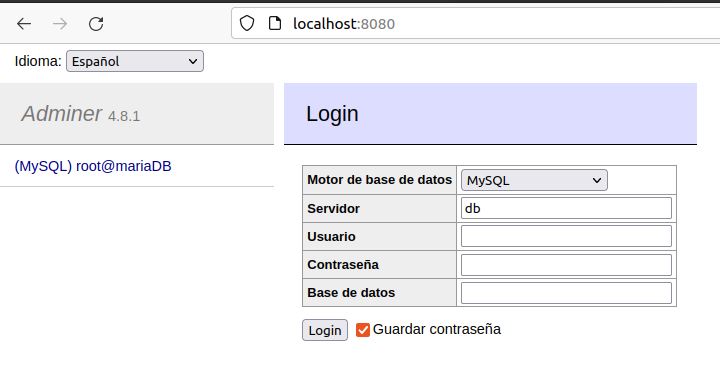 localhost:8080
Idioma: Español
Adminer 4.8.1
Login
(MySQL) root@mariaDB
Motor de base de datos MySQL
Servidor db
Usuario
Contraseña
Base de datos
Login Guardar contraseña